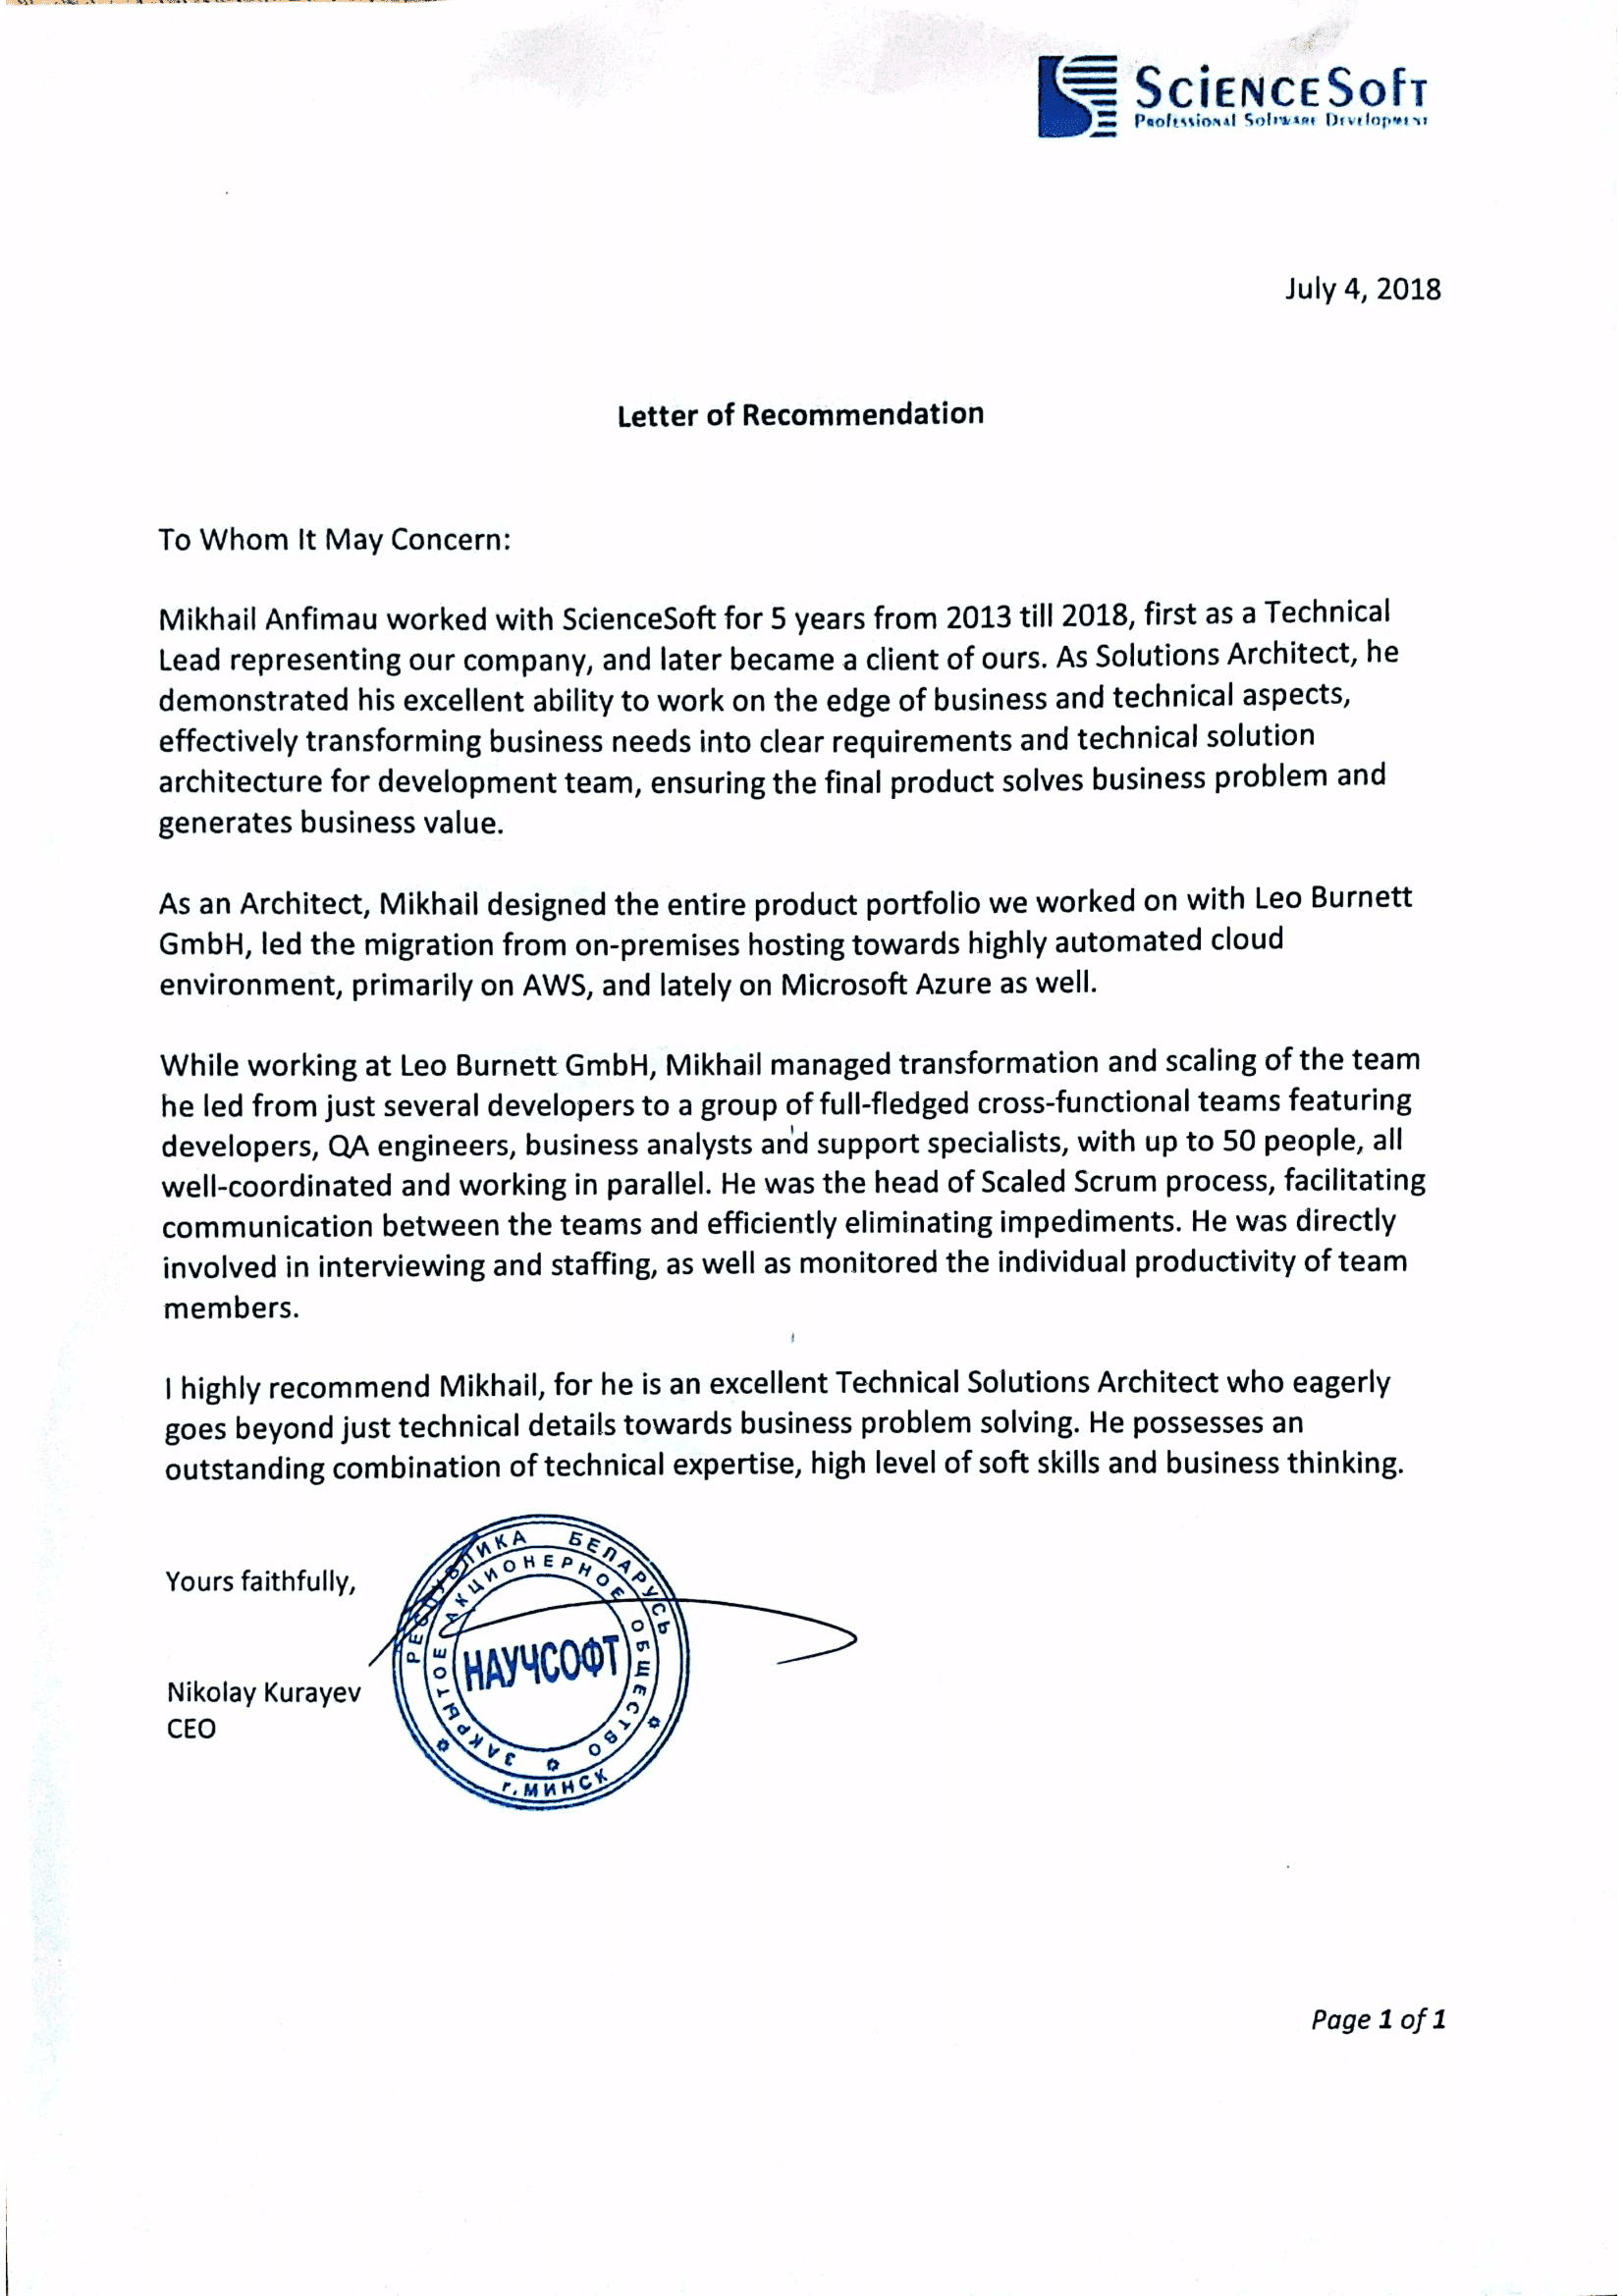 ScienceSoft
Professional Software Development
July 4, 2018
Letter of Recommendation
To Whom It May Concern:
Mikhail Anfimau worked with ScienceSoft for 5 years from 2013 till 2018, first as a Technical
Lead representing our company, and later became a client of ours. As Solutions Architect, he
demonstrated his excellent ability to work on the edge of business and technical aspects,
effectively transforming business needs into clear requirements and technical solution
architecture for development team, ensuring the final product solves business problem and
generates business value.
As an Architect, Mikhail designed the entire product portfolio we worked on with Leo Burnett
GmbH, led the migration from on-premises hosting towards highly automated cloud
environment, primarily on AWS, and lately on Microsoft Azure as well.
While working at Leo Burnett GmbH, Mikhail managed transformation and scaling of the team
he led from just several developers to a group of full-fledged cross-functional teams featuring
developers, QA engineers, business analysts and support specialists, with up to 50 people, all
well-coordinated and working in parallel. He was the head of Scaled Scrum process, facilitating
communication between the teams and efficiently eliminating impediments. He was directly
involved in interviewing and staffing, as well as monitored the individual productivity of team
members.
I highly recommend Mikhail, for he is an excellent Technical Solutions Architect who eagerly
goes beyond just technical details towards business problem solving. He possesses an
outstanding combination of technical expertise, high level of soft skills and business thinking.
Yours faithfully,
Nikolay Kurayev
CEO
РЕСПУБЛИКА БЕЛАРУСЬ
г.МИНСК
ЗАКРЫТОЕ АКЦИОНЕРНОЕ ОБЩЕСТВО
НАУЧСОФТ
Page 1 of 1